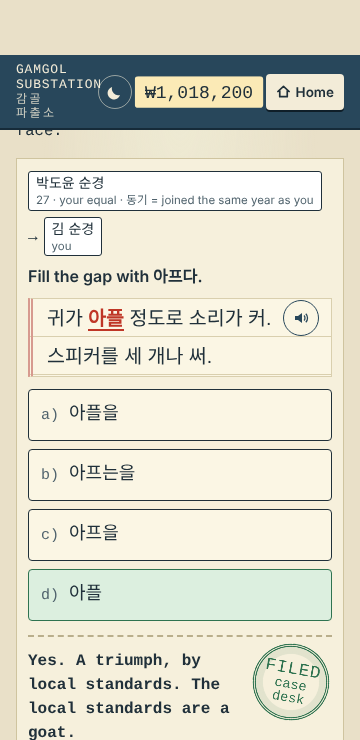 GAMGOL
SUBSTATION
감골
파출소
₩1,018,200
Home
race.
박도윤 순경
27 · your equal · 동기 = joined the same year as you
→
김 순경
you
Fill the gap with 아프다.
귀가 아플 정도로 소리가 커.
스피커를 세 개나 써.
a) 아플을
b) 아프는을
c) 아프을
d) 아플
Yes. A triumph, by
local standards. The
local standards are a
goat.
FILED
case
desk